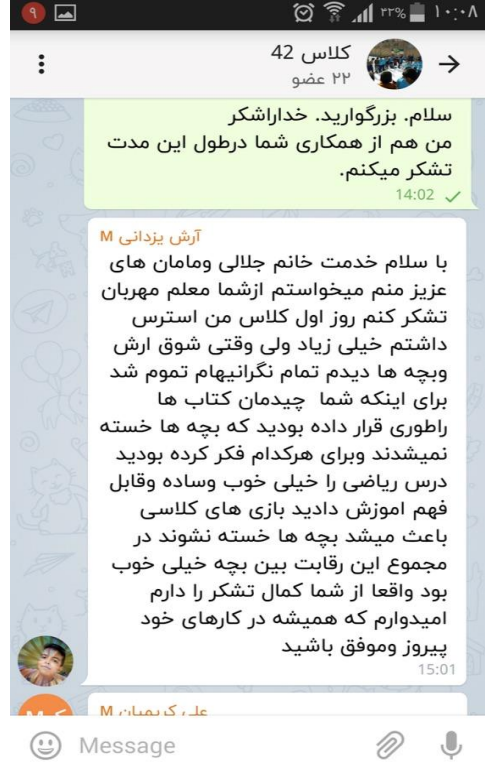 ۹
۳۲% ۱۰:۰۸
کلاس 42
۲۲ عضو
سلام. بزرگوارید. خداراشکر
من هم از همکاری شما درطول این مدت
تشکر میکنم.
14:02
آرش یزدانی M
با سلام خدمت خانم جلالی ومامان های
عزیز منم میخواستم ازشما معلم مهربان
تشکر کنم روز اول کلاس من استرس
داشتم خیلی زیاد ولی وقتی شوق ارش
وبچه ها دیدم تمام نگرانیهام تموم شد
برای اینکه شما چیدمان کتاب ها
راطوری قرار داده بودید که بچه ها خسته
نمیشدند وبرای هرکدام فکر کرده بودید
درس ریاضی را خیلی خوب وساده وقابل
فهم اموزش دادید بازی های کلاسی
باعث میشد بچه ها خسته نشوند در
مجموع این رقابت بین بچه خیلی خوب
بود واقعا از شما کمال تشکر را دارم
امیدوارم که همیشه در کارهای خود
پیروز وموفق باشید
15:01
علی کریمیان M
Message